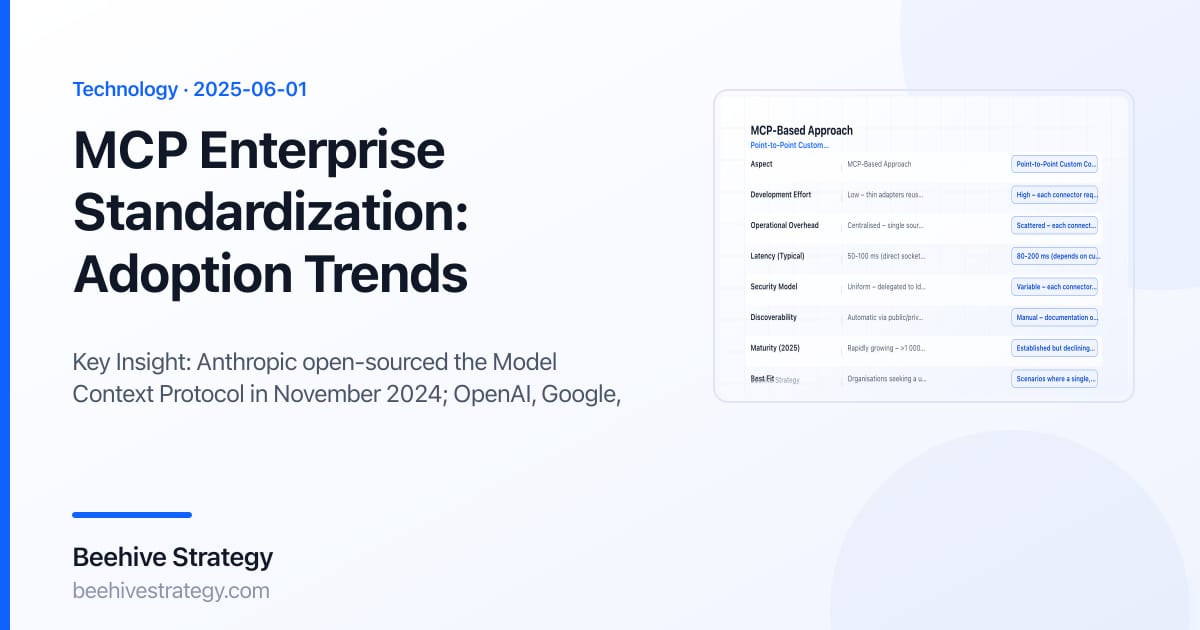 Technology · 2025-06-01
MCP Enterprise
Standardization:
Adoption Trends
Key Insight: Anthropic open-sourced the Model
Context Protocol in November 2024; OpenAI, Google,
Beehive Strategy
beehivestrategy.com
MCP-Based Approach
Point-to-Point Custom...
Aspect MCP-Based Approach Point-to-Point Custom Co...
Development Effort Low – thin adapters reus... High – each connector req...
Operational Overhead Centralised – single sour... Scattered – each connect...
Latency (Typical) 50-100 ms (direct socket... 80-200 ms (depends on cu...
Security Model Uniform – delegated to Id... Variable – each connector...
Discoverability Automatic via public/priv... Manual – documentation o...
Maturity (2025) Rapidly growing – >1 000... Established but declining...
Best Fit Organisations seeking a u... Scenarios where a single,...
Strategy